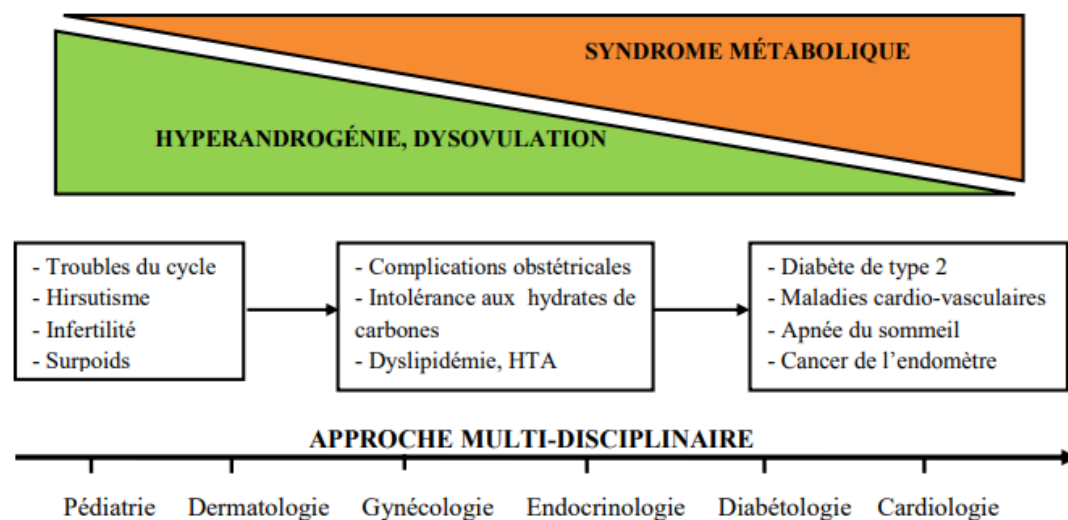 SYNDROME MÉTABOLIQUE
HYPERANDROGÉNIE, DYSOVULATION
- Troubles du cycle
- Hirsutisme
- Infertilité
- Surpoids
- Complications obstétricales
- Intolérance aux hydrates de
carbones
- Dyslipidémie, HTA
- Diabète de type 2
- Maladies cardio-vasculaires
- Apnée du sommeil
- Cancer de l’endomètre
APPROCHE MULTI-DISCIPLINAIRE
Pédiatrie Dermatologie Gynécologie Endocrinologie Diabétologie Cardiologie